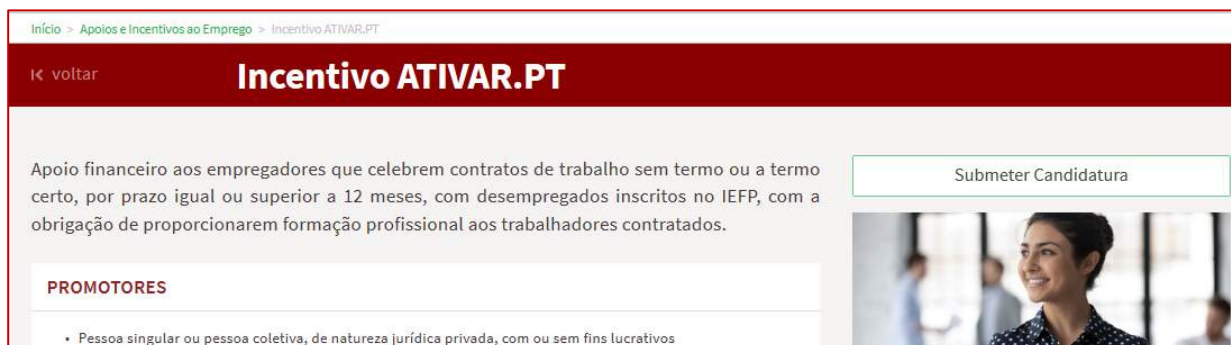 Início > Apoios e Incentivos ao Emprego > Incentivo ATIVAR.PT
voltar
Incentivo ATIVAR.PT
Apoio financeiro aos empregadores que celebrem contratos de trabalho sem termo ou a termo
certo, por prazo igual ou superior a 12 meses, com desempregados inscritos no IEFP, com a
obrigação de proporcionarem formação profissional aos trabalhadores contratados.
Submeter Candidatura
PROMOTORES
• Pessoa singular ou pessoa coletiva, de natureza jurídica privada, com ou sem fins lucrativos